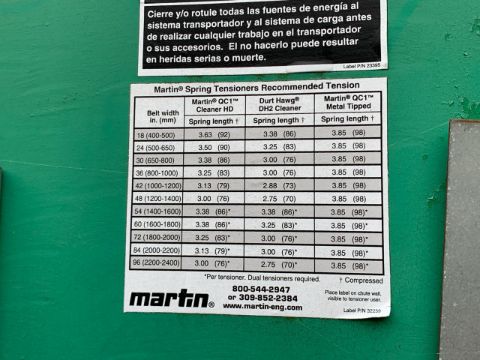 Cierre y/o rotule todas las fuentes de energía al
sistema transportador y al sistema de carga antes
de realizar cualquier trabajo en el transportador
o sus accesorios. El no hacerlo puede resultar
en heridas serias o muerte.
Label P/N 23395
Martin® Spring Tensioners Recommended Tension
Belt width in. (mm) Martin® QC1™ Cleaner HD Durt Hawg® DH2 Cleaner Martin® QC1™ Metal Tipped
Spring length † Spring length † Spring length †
18 (400-500) 3.63 (92) 3.38 (86) 3.85 (98)
24 (500-650) 3.50 (90) 3.25 (83) 3.85 (98)
30 (650-800) 3.38 (86) 3.00 (76) 3.85 (98)
36 (800-1000) 3.25 (83) 3.00 (76) 3.85 (98)
42 (1000-1200) 3.13 (79) 2.88 (73) 3.85 (98)
48 (1200-1400) 3.00 (76) 2.75 (70) 3.85 (98)
54 (1400-1600) 3.38 (86)* 3.38 (86)* 3.85 (98)*
60 (1600-1800) 3.38 (86)* 3.25 (83)* 3.85 (98)*
72 (1800-2000) 3.25 (83)* 3.00 (76)* 3.85 (98)*
84 (2000-2200) 3.13 (79)* 3.00 (76)* 3.85 (98)*
96 (2200-2400) 3.00 (76)* 2.75 (70)* 3.85 (98)*
*Per tensioner. Dual tensioners required. † Compressed
martin® 800-544-2947
or 309-852-2384
www.martin-eng.com
Place label on chute wall,
visible to tensioner user.
Label P/N 32239